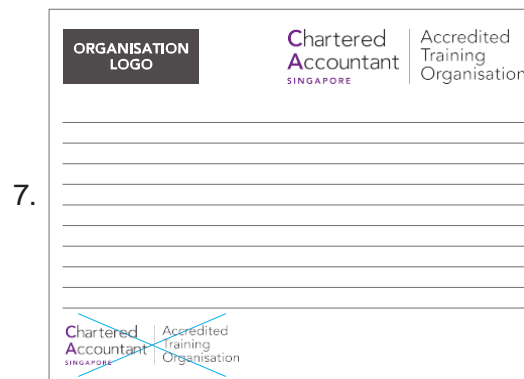 ORGANISATION
LOGO
Chartered
Accountant
SINGAPORE
Accredited
Training
Organisation
7.
Chartered
Accountant
SINGAPORE
Accredited
Training
Organisation